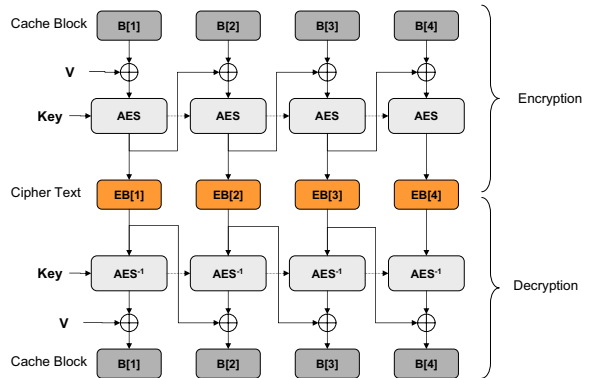 Cache Block B[1] B[2] B[3] B[4]
V
Key AES AES AES AES
Encryption
Cipher Text EB[1] EB[2] EB[3] EB[4]
Key AES-1 AES-1 AES-1 AES-1
Decryption
V
Cache Block B[1] B[2] B[3] B[4]